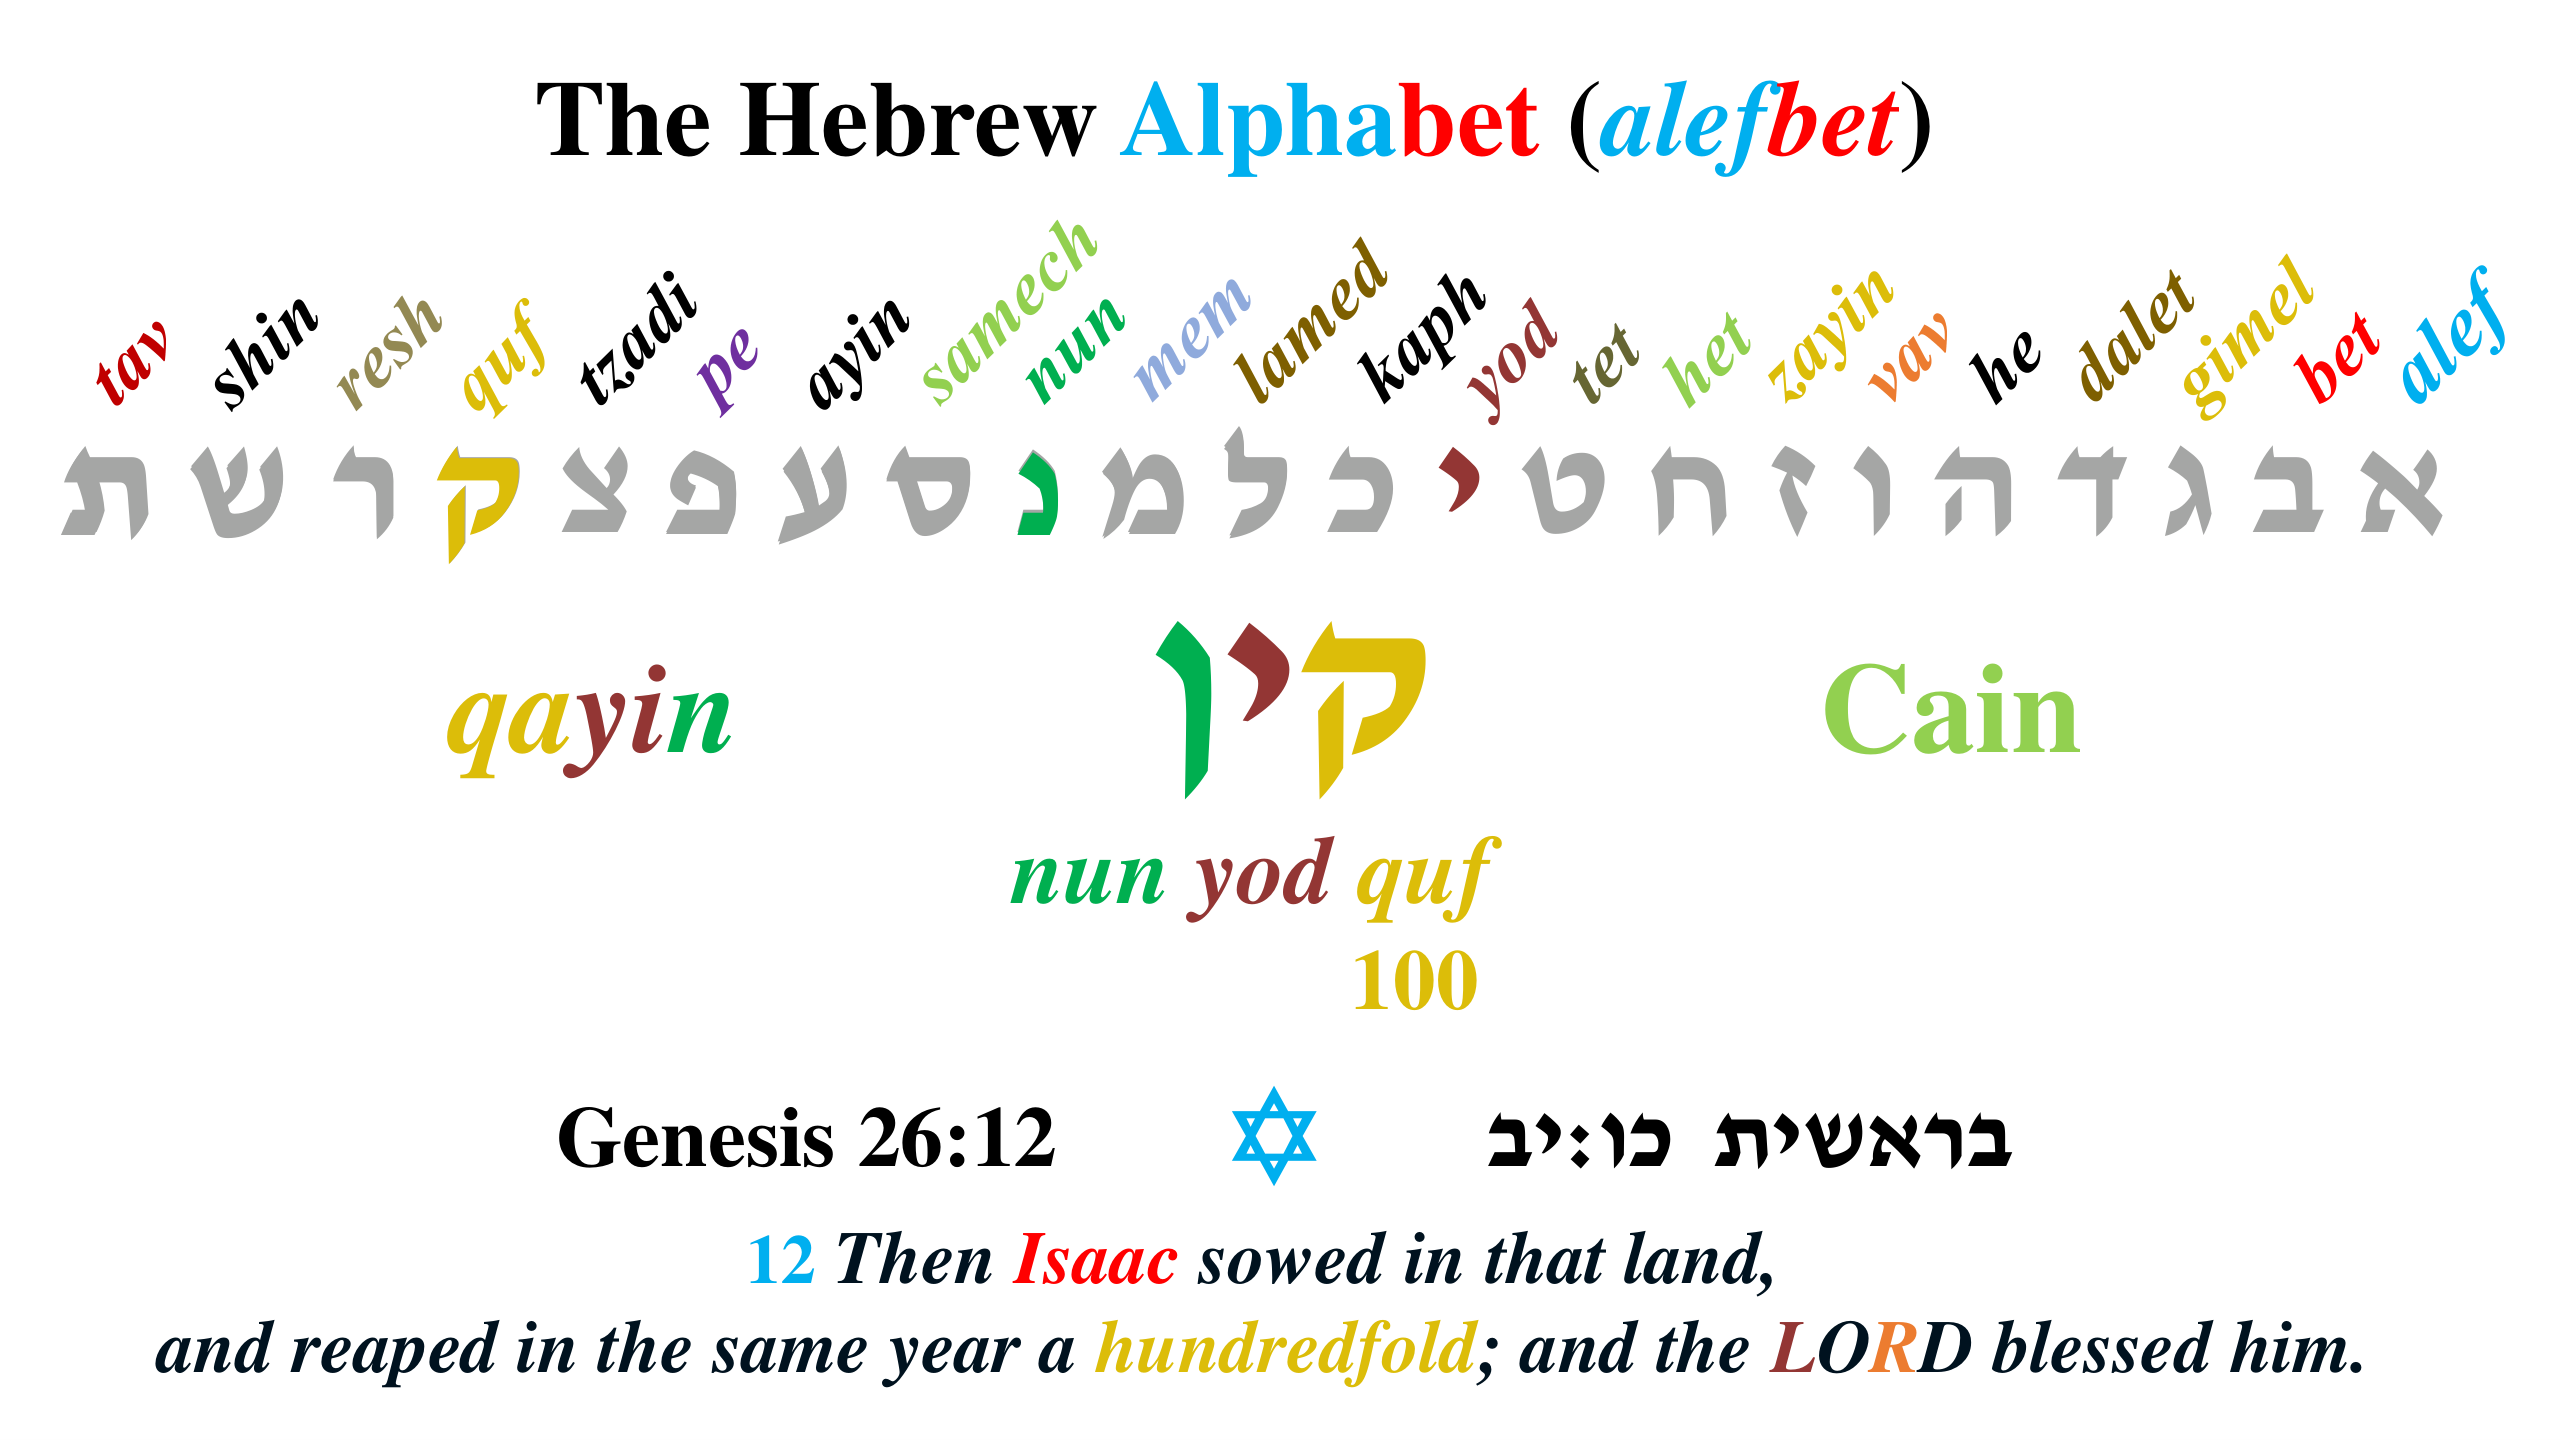 The Hebrew Alphabet (alefbet)
tav shin resh quf tzadi pe ayin samech nun mem lamed kaph yod tet het zayin vav he dalet gimel bet alef
א ב ג ד ה ו ז ח ט י כ ל מ נ ס ע פ צ ק ר ש ת
qayin קין Cain
nun yod quf
100
Genesis 26:12 ✡ בראשית כו:יב
12 Then Isaac sowed in that land,
and reaped in the same year a hundredfold; and the LORD blessed him.